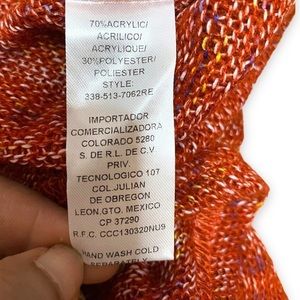 70%ACRYLIC/
ACRILICO/
ACRYLIQUE/
30%POLYESTER/
POLIESTER
STYLE:
338-513-7062RE
IMPORTADOR
COMERCIALIZADORA
COLORADO 5280
S. DE R.L. DE C.V.
PRIV.
TECNOLOGICO 107
COL JULIAN
DE OBREGON
LEON.GTO. MEXICO
CP 37290
R.F.C. CCC130320NU9
HAND WASH COLD
SEPARATELY.